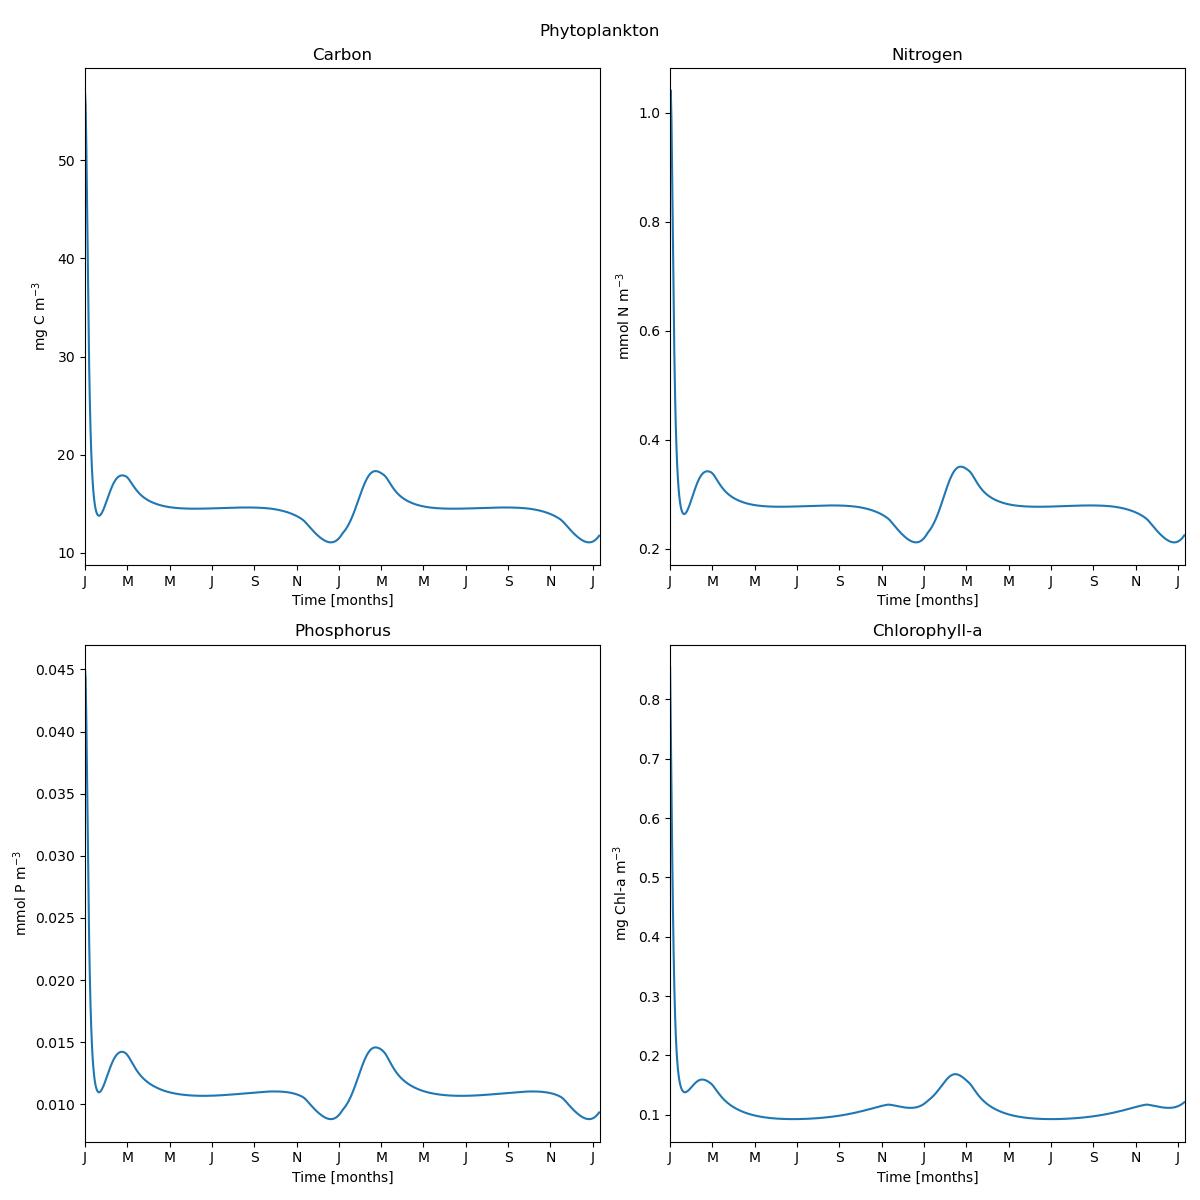 Phytoplankton
Carbon
mg C m⁻³
50
40
30
20
10
J M M J S N J M M J S N J
Time [months]
Nitrogen
mmol N m⁻³
1.0
0.8
0.6
0.4
0.2
J M M J S N J M M J S N J
Time [months]
Phosphorus
mmol P m⁻³
0.045
0.040
0.035
0.030
0.025
0.020
0.015
0.010
J M M J S N J M M J S N J
Time [months]
Chlorophyll-a
mg Chl-a m⁻³
0.8
0.7
0.6
0.5
0.4
0.3
0.2
0.1
J M M J S N J M M J S N J
Time [months]